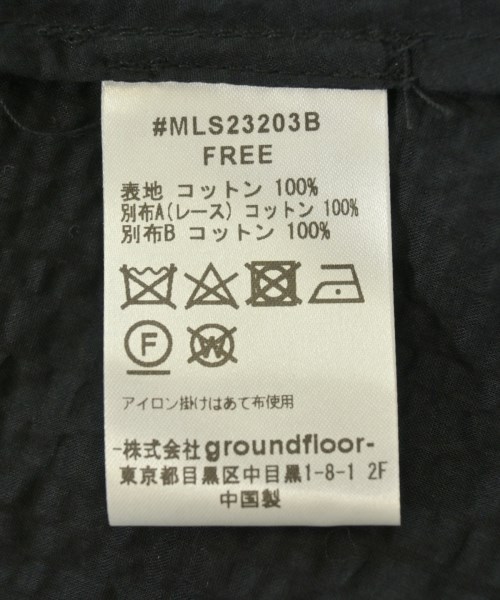 #MLS23203B
FREE
表地 コットン 100%
別布A(レース) コットン 100%
別布B コットン 100%
F W
アイロン掛けはあて布使用
-株式会社groundfloor-
東京都目黒区中目黒1-8-1 2F
中国製